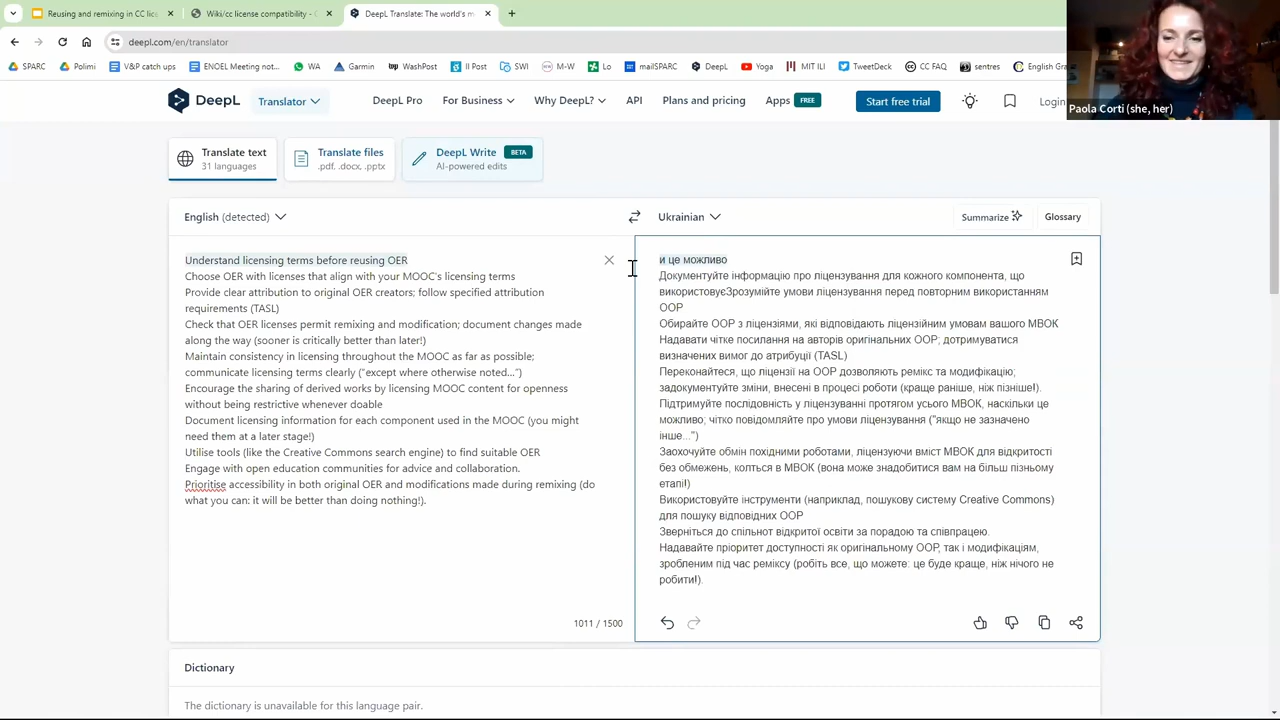 Reusing and remixing in CC lice
Wiki/cc license compatibility - C
DeepL Translate: The world's m
deepl.com/en/translator
SPARC
Polimi
V&P catch ups
ENOEL Meeting not...
WA
Garmin
WashPost
Il Post
SWI
M-W
Lo
mailSPARC
DeepL
Yoga
MIT ILI
TweetDeck
CC FAQ
sentres
English Gra
Paola Corti (she, her)
DeepL
Translator
DeepL Pro
For Business
Why DeepL?
API
Plans and pricing
Apps FREE
Start free trial
Login
Translate text
31 languages
Translate files
.pdf, .docx, .pptx
DeepL Write BETA
AI-powered edits
English (detected)
Ukrainian
Summarize
Glossary
Understand licensing terms before reusing OER
Choose OER with licenses that align with your MOOC's licensing terms
Provide clear attribution to original OER creators; follow specified attribution
requirements (TASL)
Check that OER licenses permit remixing and modification; document changes made
along the way (sooner is critically better than later!)
Maintain consistency in licensing throughout the MOOC as far as possible;
communicate licensing terms clearly ("except where otherwise noted...")
Encourage the sharing of derived works by licensing MOOC content for openness
without being restrictive whenever doable
Document licensing information for each component used in the MOOC (you might
need them at a later stage!)
Utilise tools (like the Creative Commons search engine) to find suitable OER
Engage with open education communities for advice and collaboration.
Prioritise accessibility in both original OER and modifications made during remixing (do
what you can: it will be better than doing nothing!).
1011 / 1500
и це можливо
Документуйте інформацію про ліцензування для кожного компонента, що
використовуєЗрозумійте умови ліцензування перед повторним використанням
ООР
Обирайте ООР з ліцензіями, які відповідають ліцензійним умовам вашого МВОК
Надавати чітке посилання на авторів оригінальних ООР; дотримуватися
визначених вимог до атрибуції (TASL)
Переконайтеся, що ліцензії на ООР дозволяють ремікс та модифікацію;
задокументуйте зміни, внесені в процесі роботи (краще раніше, ніж пізніше!).
Підтримуйте послідовність у ліцензуванні протягом усього МВОК, наскільки це
можливо; чітко повідомляйте про умови ліцензування ("якщо не зазначено
інше...")
Заохочуйте обмін похідними роботами, ліцензуючи вміст МВОК для відкритості
без обмежень, колться в МВОК (вона може знадобитися вам на більш пізньому
етапі!)
Використовуйте інструменти (наприклад, пошукову систему Creative Commons)
для пошуку відповідних ООР
Зверніться до спільнот відкритої освіти за порадою та співпрацею.
Надавайте пріоритет доступності як оригінальному ООР, так і модифікаціям,
зробленим під час реміксу (робіть все, що можете: це буде краще, ніж нічого не
робити!).
Dictionary
The dictionary is unavailable for this language pair.